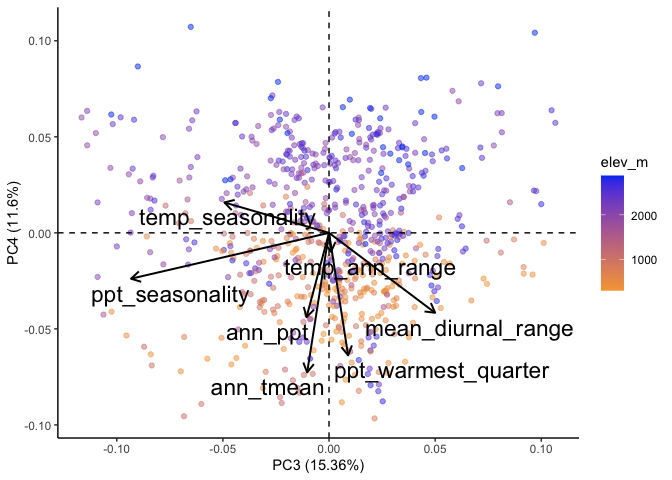 0.10
0.05
0.00
-0.05
-0.10
PC4 (11.6%)
temp_seasonality
temp_ann_range
ppt_seasonality
ann_ppt
mean_diurnal_range
ppt_warmest_quarter
ann_tmean
-0.10
-0.05
0.00
0.05
0.10
PC3 (15.36%)
elev_m
2000
1000